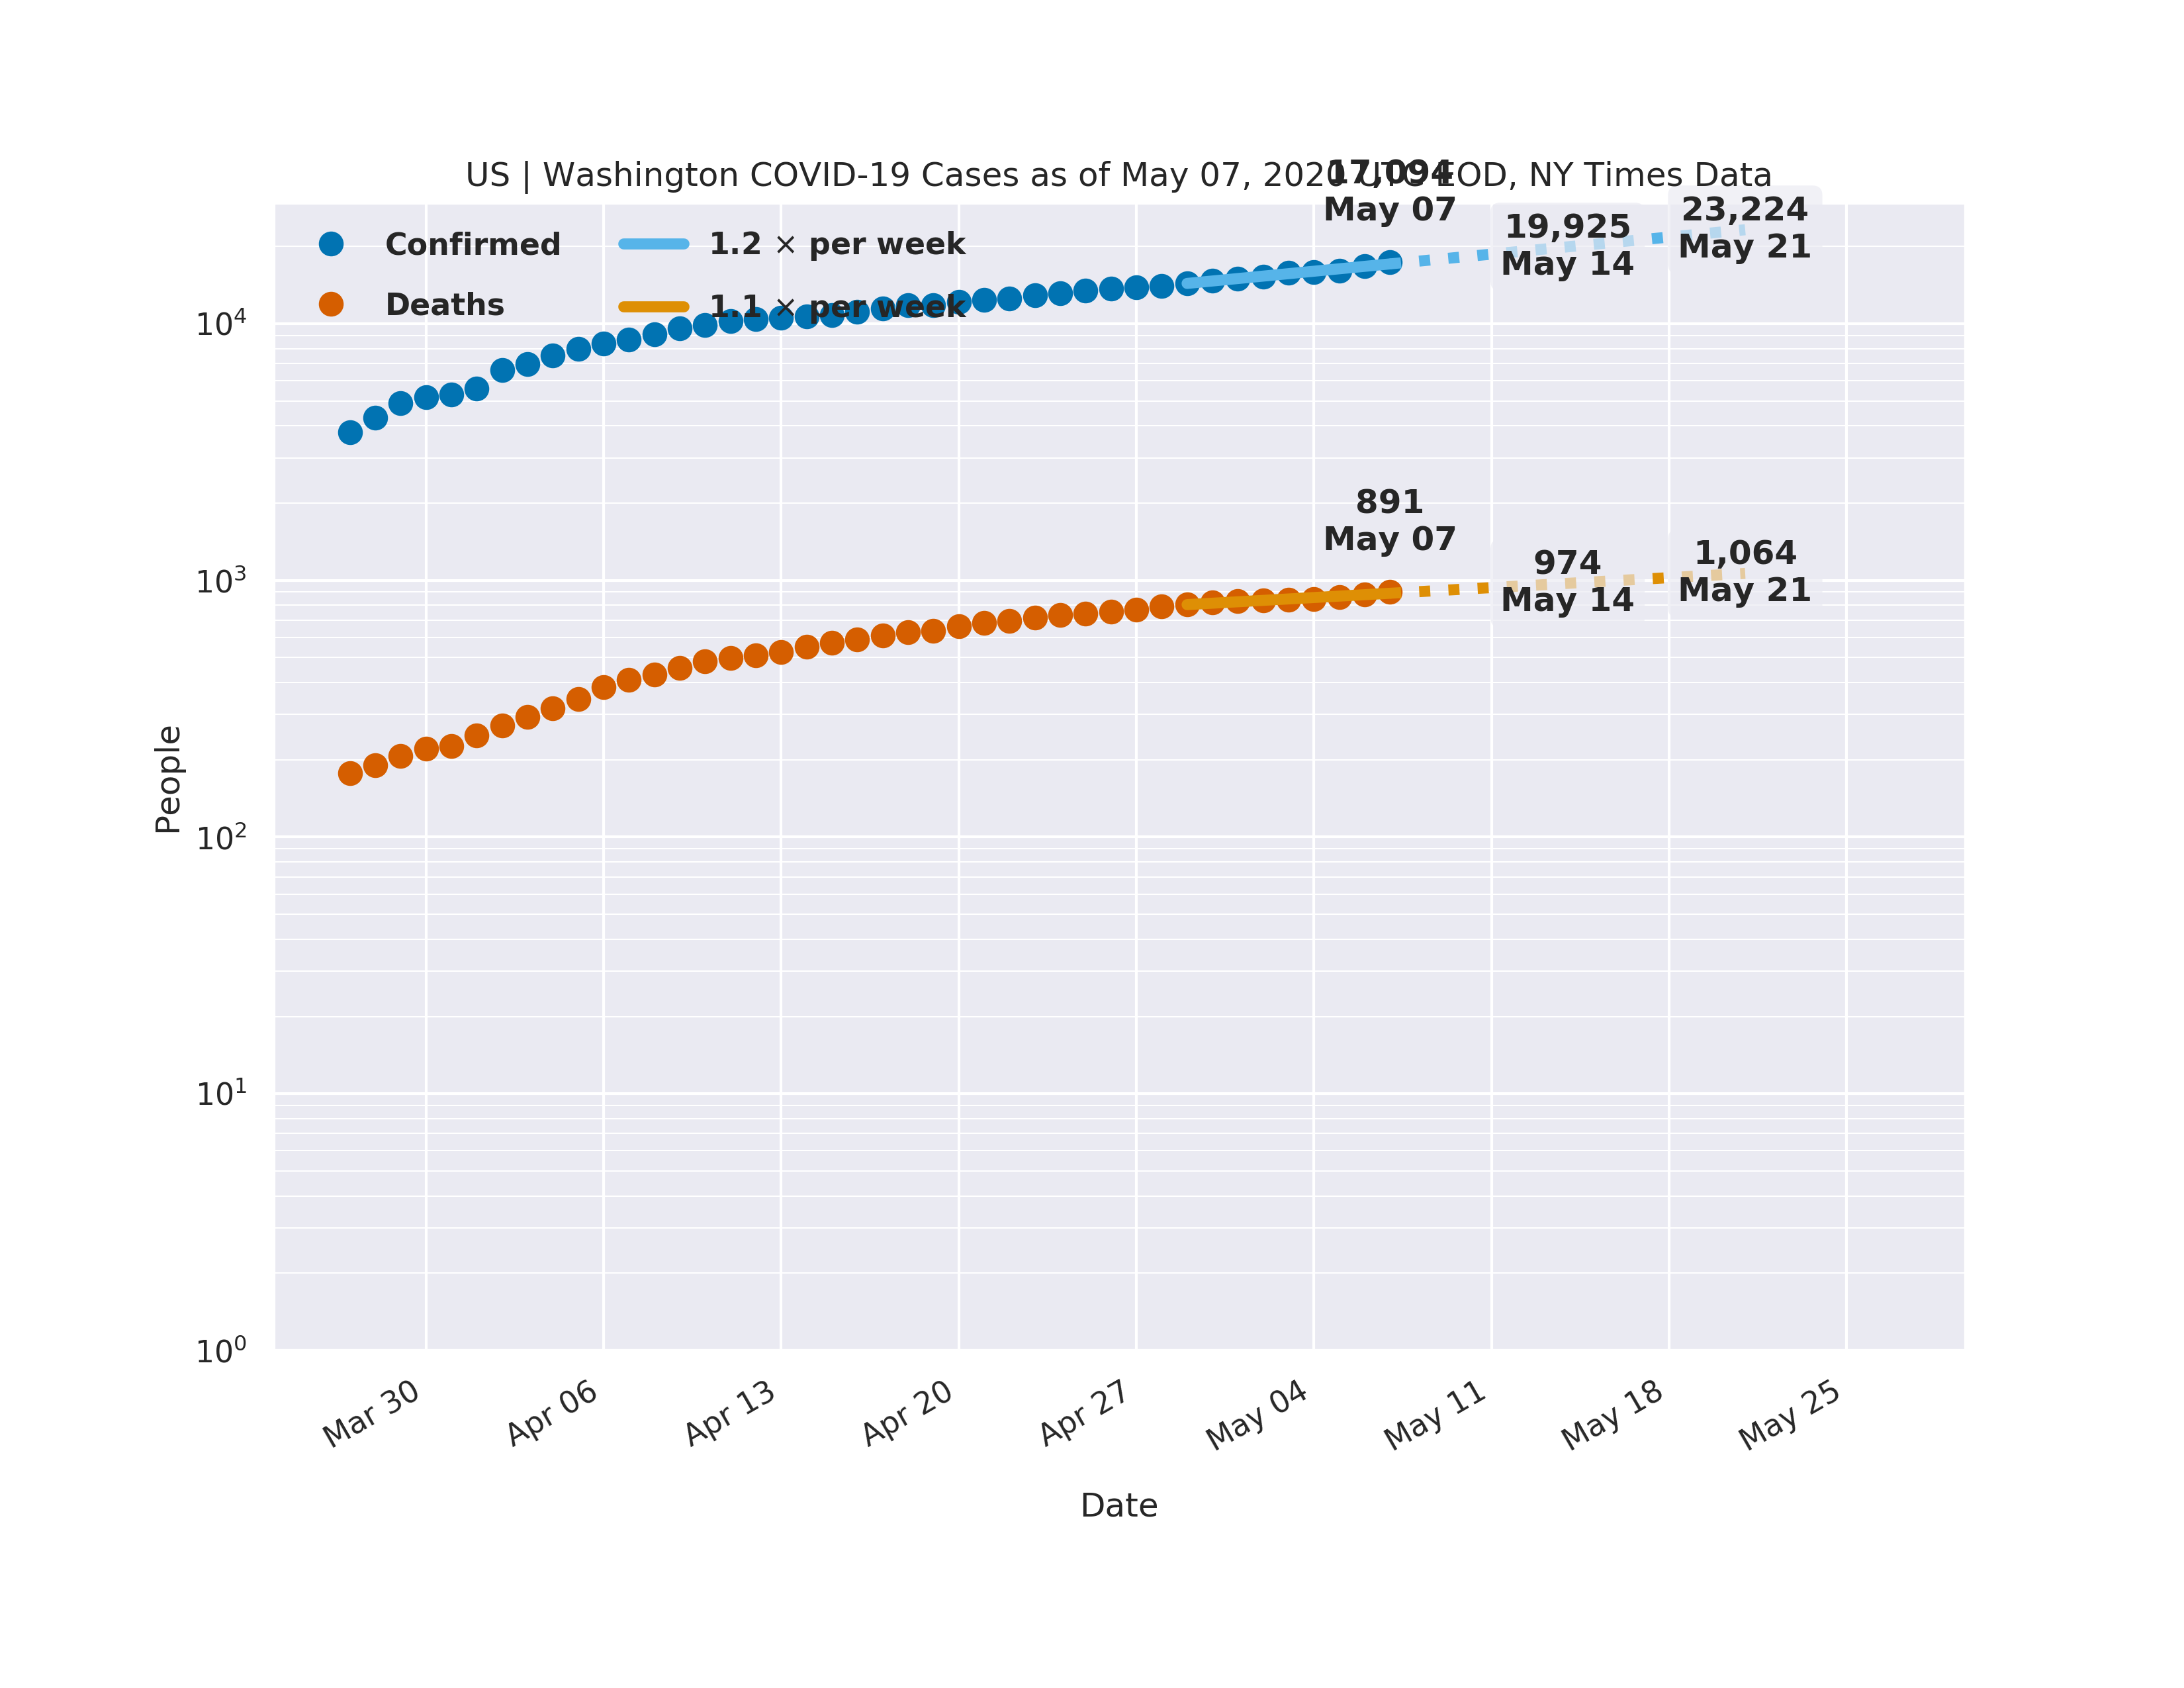 US | Washington COVID-19 Cases as of May 07, 2020 UTC EOD, NY Times Data
17,094
May 07
19,925
May 14
23,224
May 21
Confirmed
Deaths
1.2 × per week
1.1 × per week
891
May 07
974
May 14
1,064
May 21
People
10⁴
10³
10²
10¹
10⁰
Mar 30
Apr 06
Apr 13
Apr 20
Apr 27
May 04
May 11
May 18
May 25
Date